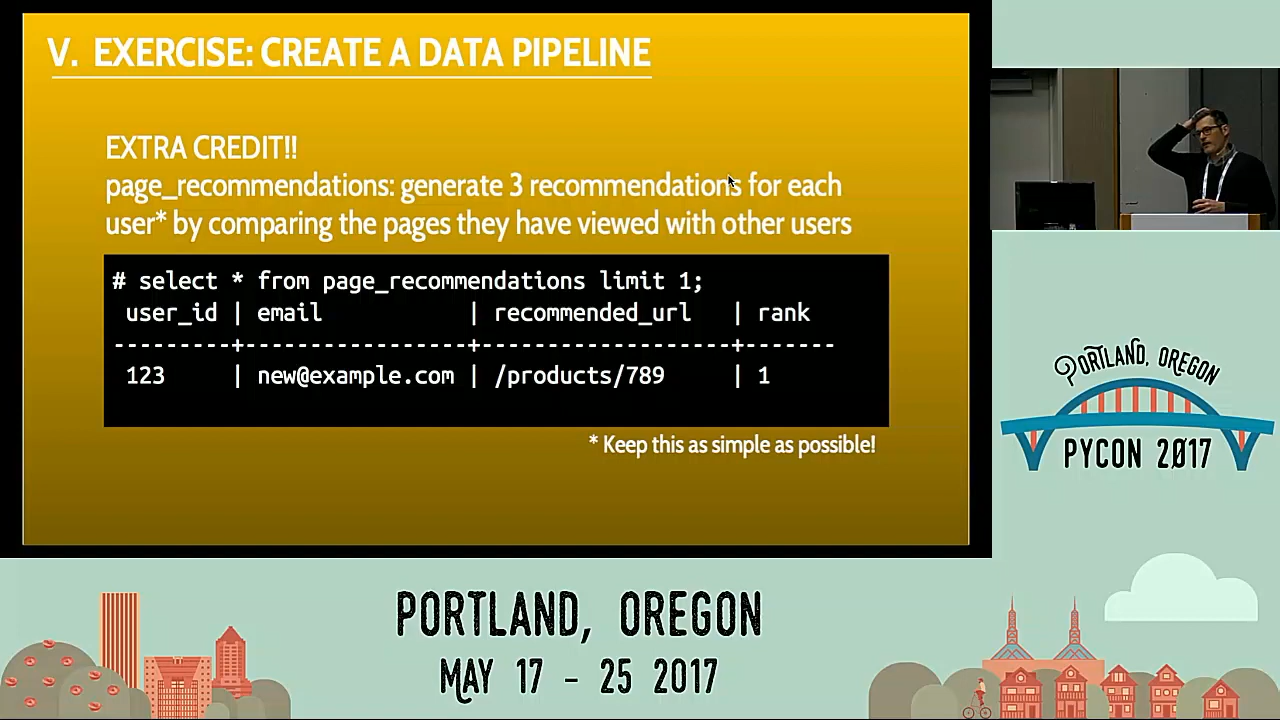 V. EXERCISE: CREATE A DATA PIPELINE
EXTRA CREDIT!!
page_recommendations: generate 3 recommendations for each
user* by comparing the pages they have viewed with other users
# select * from page_recommendations limit 1;
user_id | email | recommended_url | rank
---------+-----------------+-------------------+-------
123 | new@example.com | /products/789 | 1
* Keep this as simple as possible!
PORTLAND, OREGON
PYCON 2017
PORTLAND, OREGON
MAY 17 - 25 2017